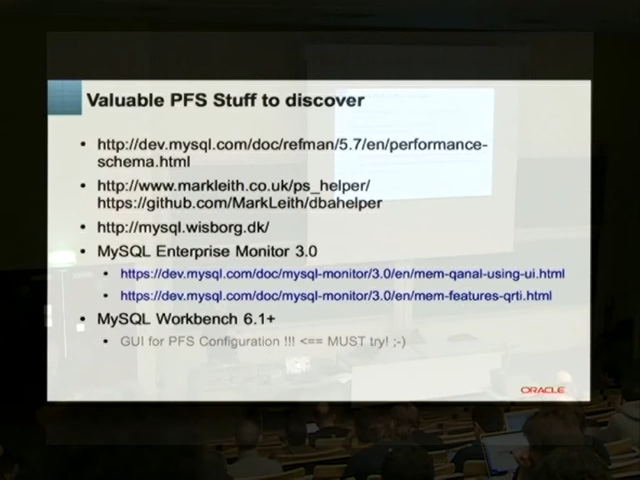 Valuable PFS Stuff to discover
• http://dev.mysql.com/doc/refman/5.7/en/performance-
schema.html
• http://www.markleith.co.uk/ps_helper/
https://github.com/MarkLeith/dbahelper
• http://mysql.wisborg.dk/
• MySQL Enterprise Monitor 3.0
• https://dev.mysql.com/doc/mysql-monitor/3.0/en/mem-qanal-using-ui.html
• https://dev.mysql.com/doc/mysql-monitor/3.0/en/mem-features-qrti.html
• MySQL Workbench 6.1+
• GUI for PFS Configuration !!! <== MUST try! ;-)
ORACLE